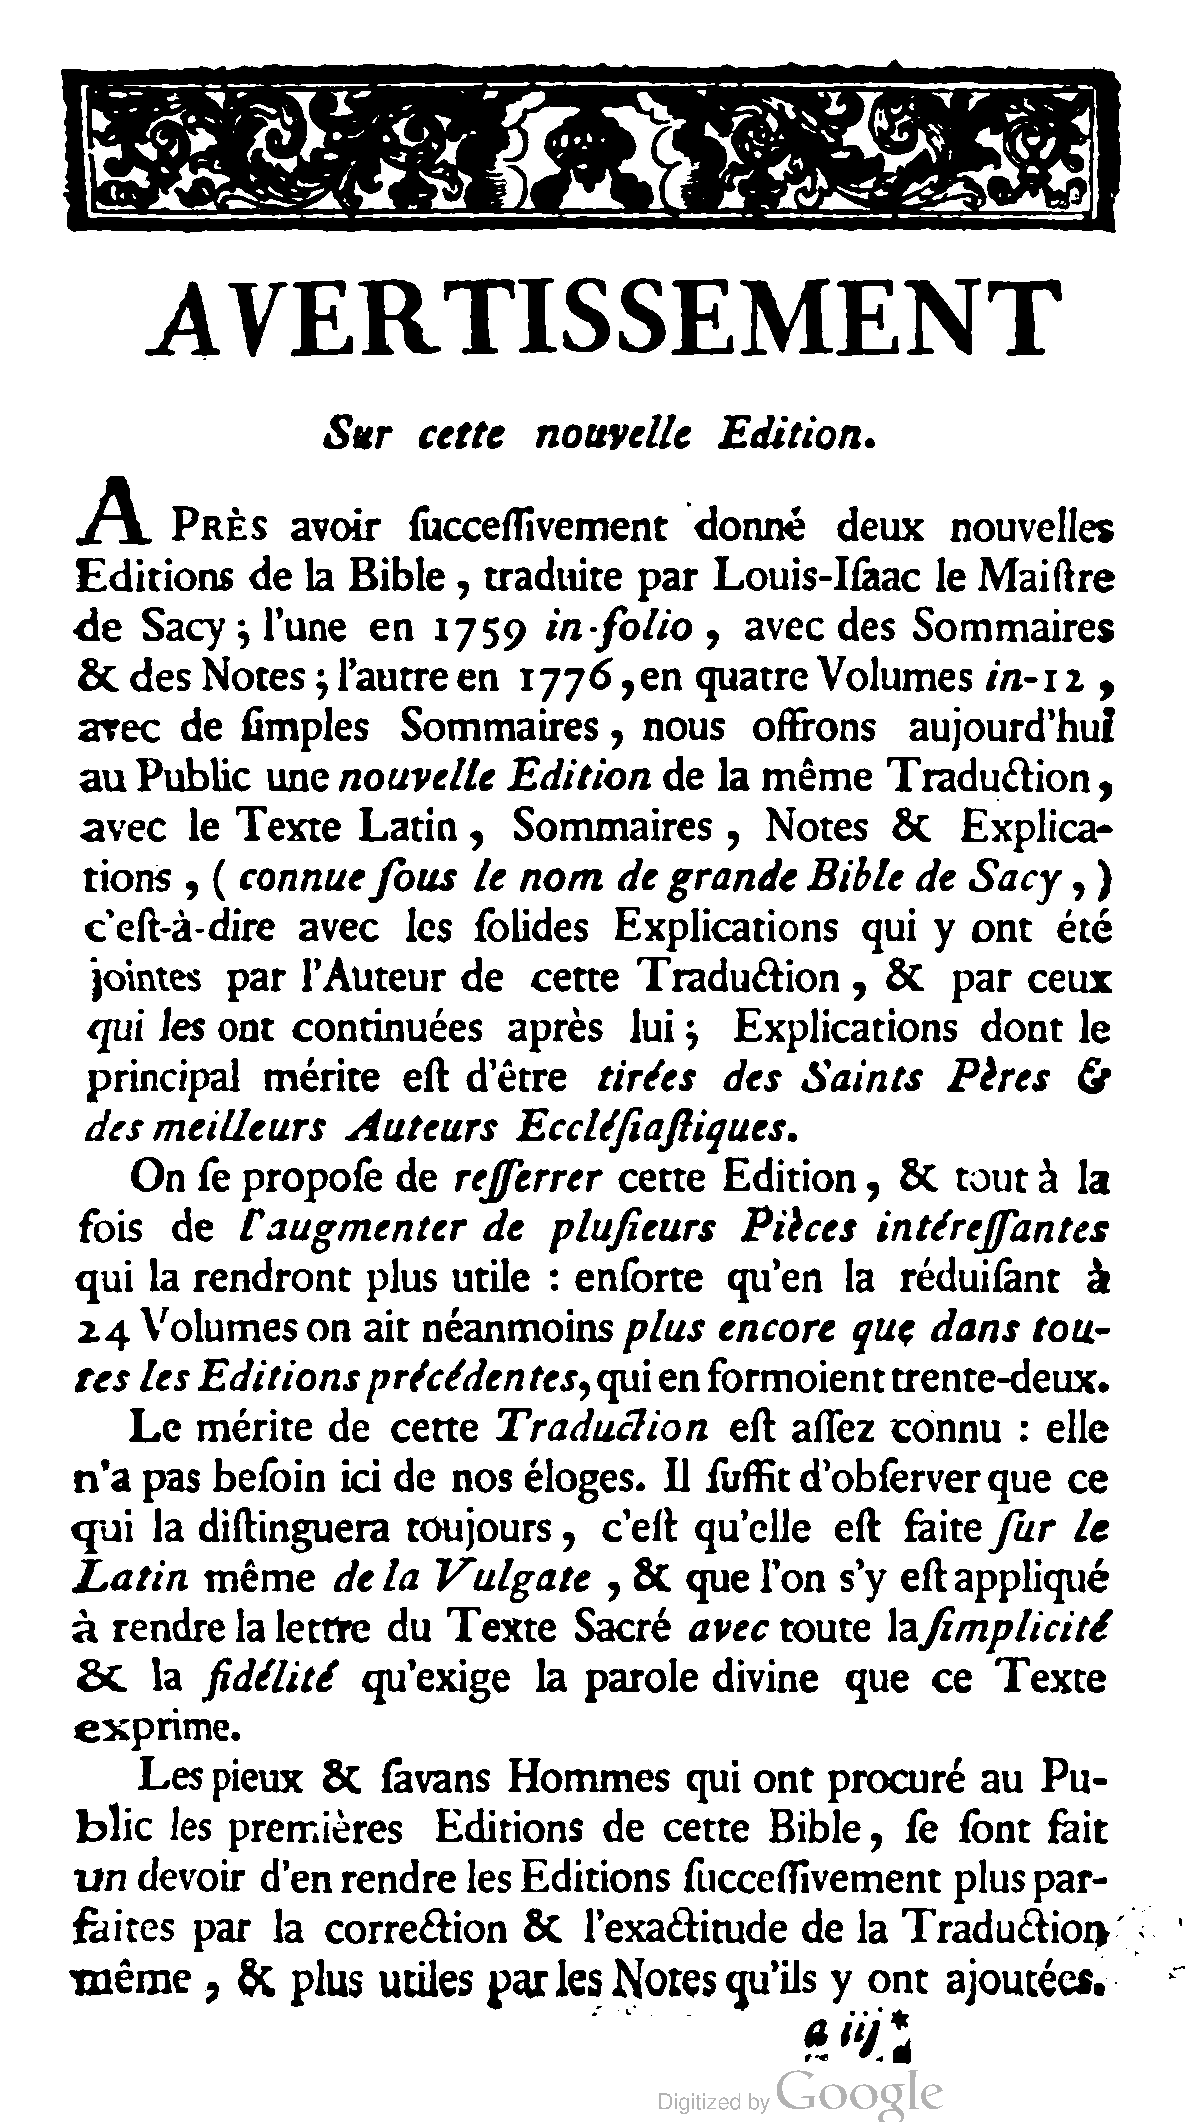 AVERTISSEMENT
Sur cette nouvelle Edition.
APRÈS avoir ſucceſſivement donné deux nouvelles
Editions de la Bible, traduite par Louis-Iſaac le Maiſtre
de Sacy ; l'une en 1759 in-folio, avec des Sommaires
& des Notes ; l'autre en 1776, en quatre Volumes in-12,
avec de ſimples Sommaires, nous offrons aujourd'hui
au Public une nouvelle Edition de la même Traduction,
avec le Texte Latin, Sommaires, Notes & Explica-
tions, (connue ſous le nom de grande Bible de Sacy,)
c'eſt-à-dire avec les ſolides Explications qui y ont été
jointes par l'Auteur de cette Traduction, & par ceux
qui les ont continuées après lui ; Explications dont le
principal mérite eſt d'être tirées des Saints Pères &
des meilleurs Auteurs Eccléſiaſtiques.
On ſe propoſe de reſſerrer cette Edition, & tout à la
fois de l'augmenter de pluſieurs Pièces intéreſſantes
qui la rendront plus utile : enſorte qu'en la réduiſant à
24 Volumes on ait néanmoins plus encore que dans tou-
tes les Editions précédentes, qui en formoient trente-deux.
Le mérite de cette Traduction eſt aſſez connu : elle
n'a pas beſoin ici de nos éloges. Il ſuffit d'obſerver que ce
qui la diſtinguera toujours, c'eſt qu'elle eſt faite ſur le
Latin même de la Vulgate, & que l'on s'y eſt appliqué
à rendre la lettre du Texte Sacré avec toute la ſimplicité
& la fidélité qu'exige la parole divine que ce Texte
exprime.
Les pieux & ſavans Hommes qui ont procuré au Pu-
blic les premières Editions de cette Bible, ſe ſont fait
un devoir d'en rendre les Editions ſucceſſivement plus par-
faites par la correction & l'exactitude de la Traduction
même, & plus utiles par les Notes qu'ils y ont ajoutées.
a iij *
Digitized by Google